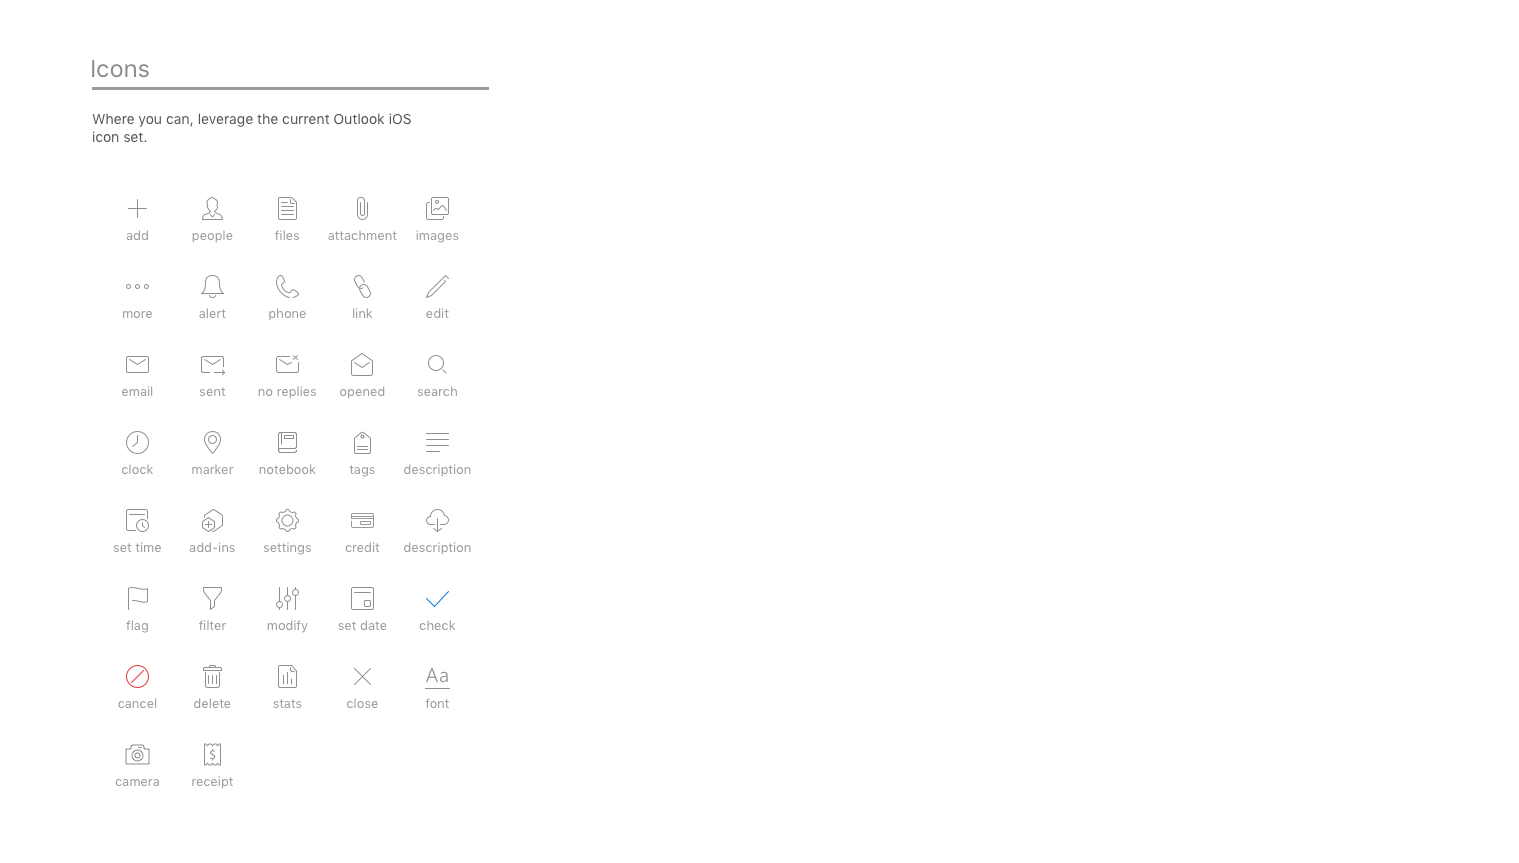 Icons
Where you can, leverage the current Outlook iOS
icon set.
add people files attachment images
more alert phone link edit
email sent no replies opened search
clock marker notebook tags description
set time add-ins settings credit description
flag filter modify set date check
Aa
cancel delete stats close font
$
camera receipt